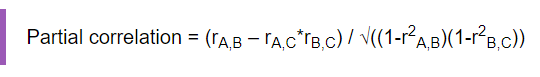 Partial correlation = (rA,B – rA,C*rB,C) / √((1-r²A,B)(1-r²B,C))